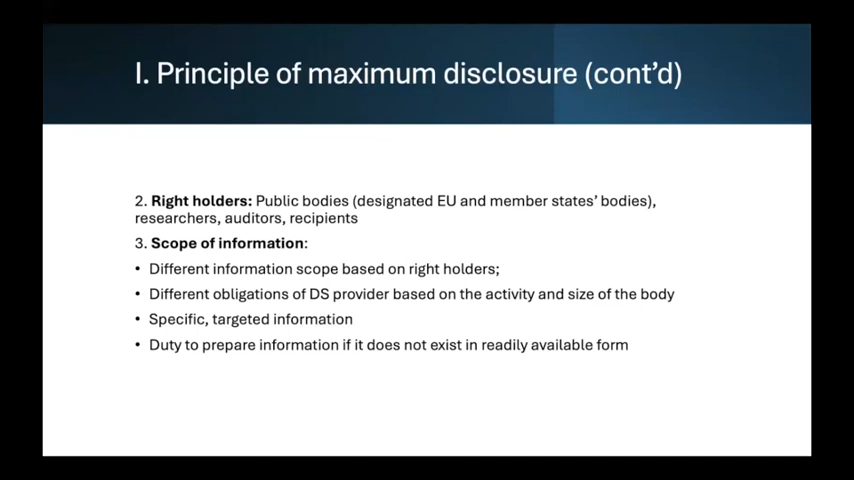 I. Principle of maximum disclosure (cont’d)
2. Right holders: Public bodies (designated EU and member states’ bodies),
researchers, auditors, recipients
3. Scope of information:
• Different information scope based on right holders;
• Different obligations of DS provider based on the activity and size of the body
• Specific, targeted information
• Duty to prepare information if it does not exist in readily available form